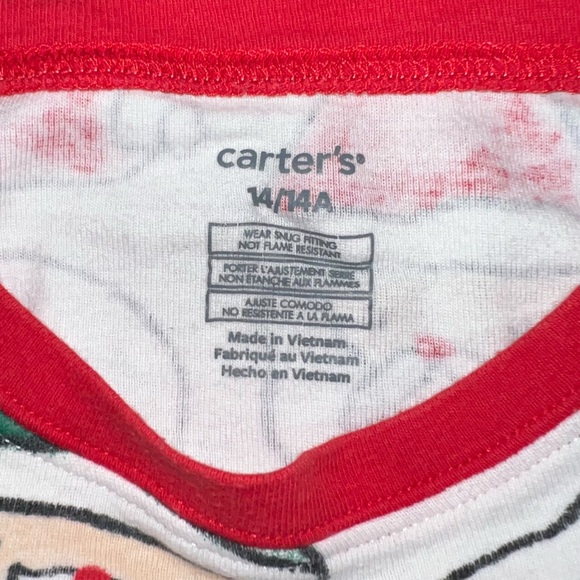 carter's®
14/14A
WEAR SNUG FITTING
NOT FLAME RESISTANT
PORTER L'AJUSTEMENT SERRÉ
NON ÉTANCHE AUX FLAMMES
AJUSTE COMODO
NO RESISTENTE A LA FLAMA
Made in Vietnam
Fabriqué au Vietnam
Hecho en Vietnam